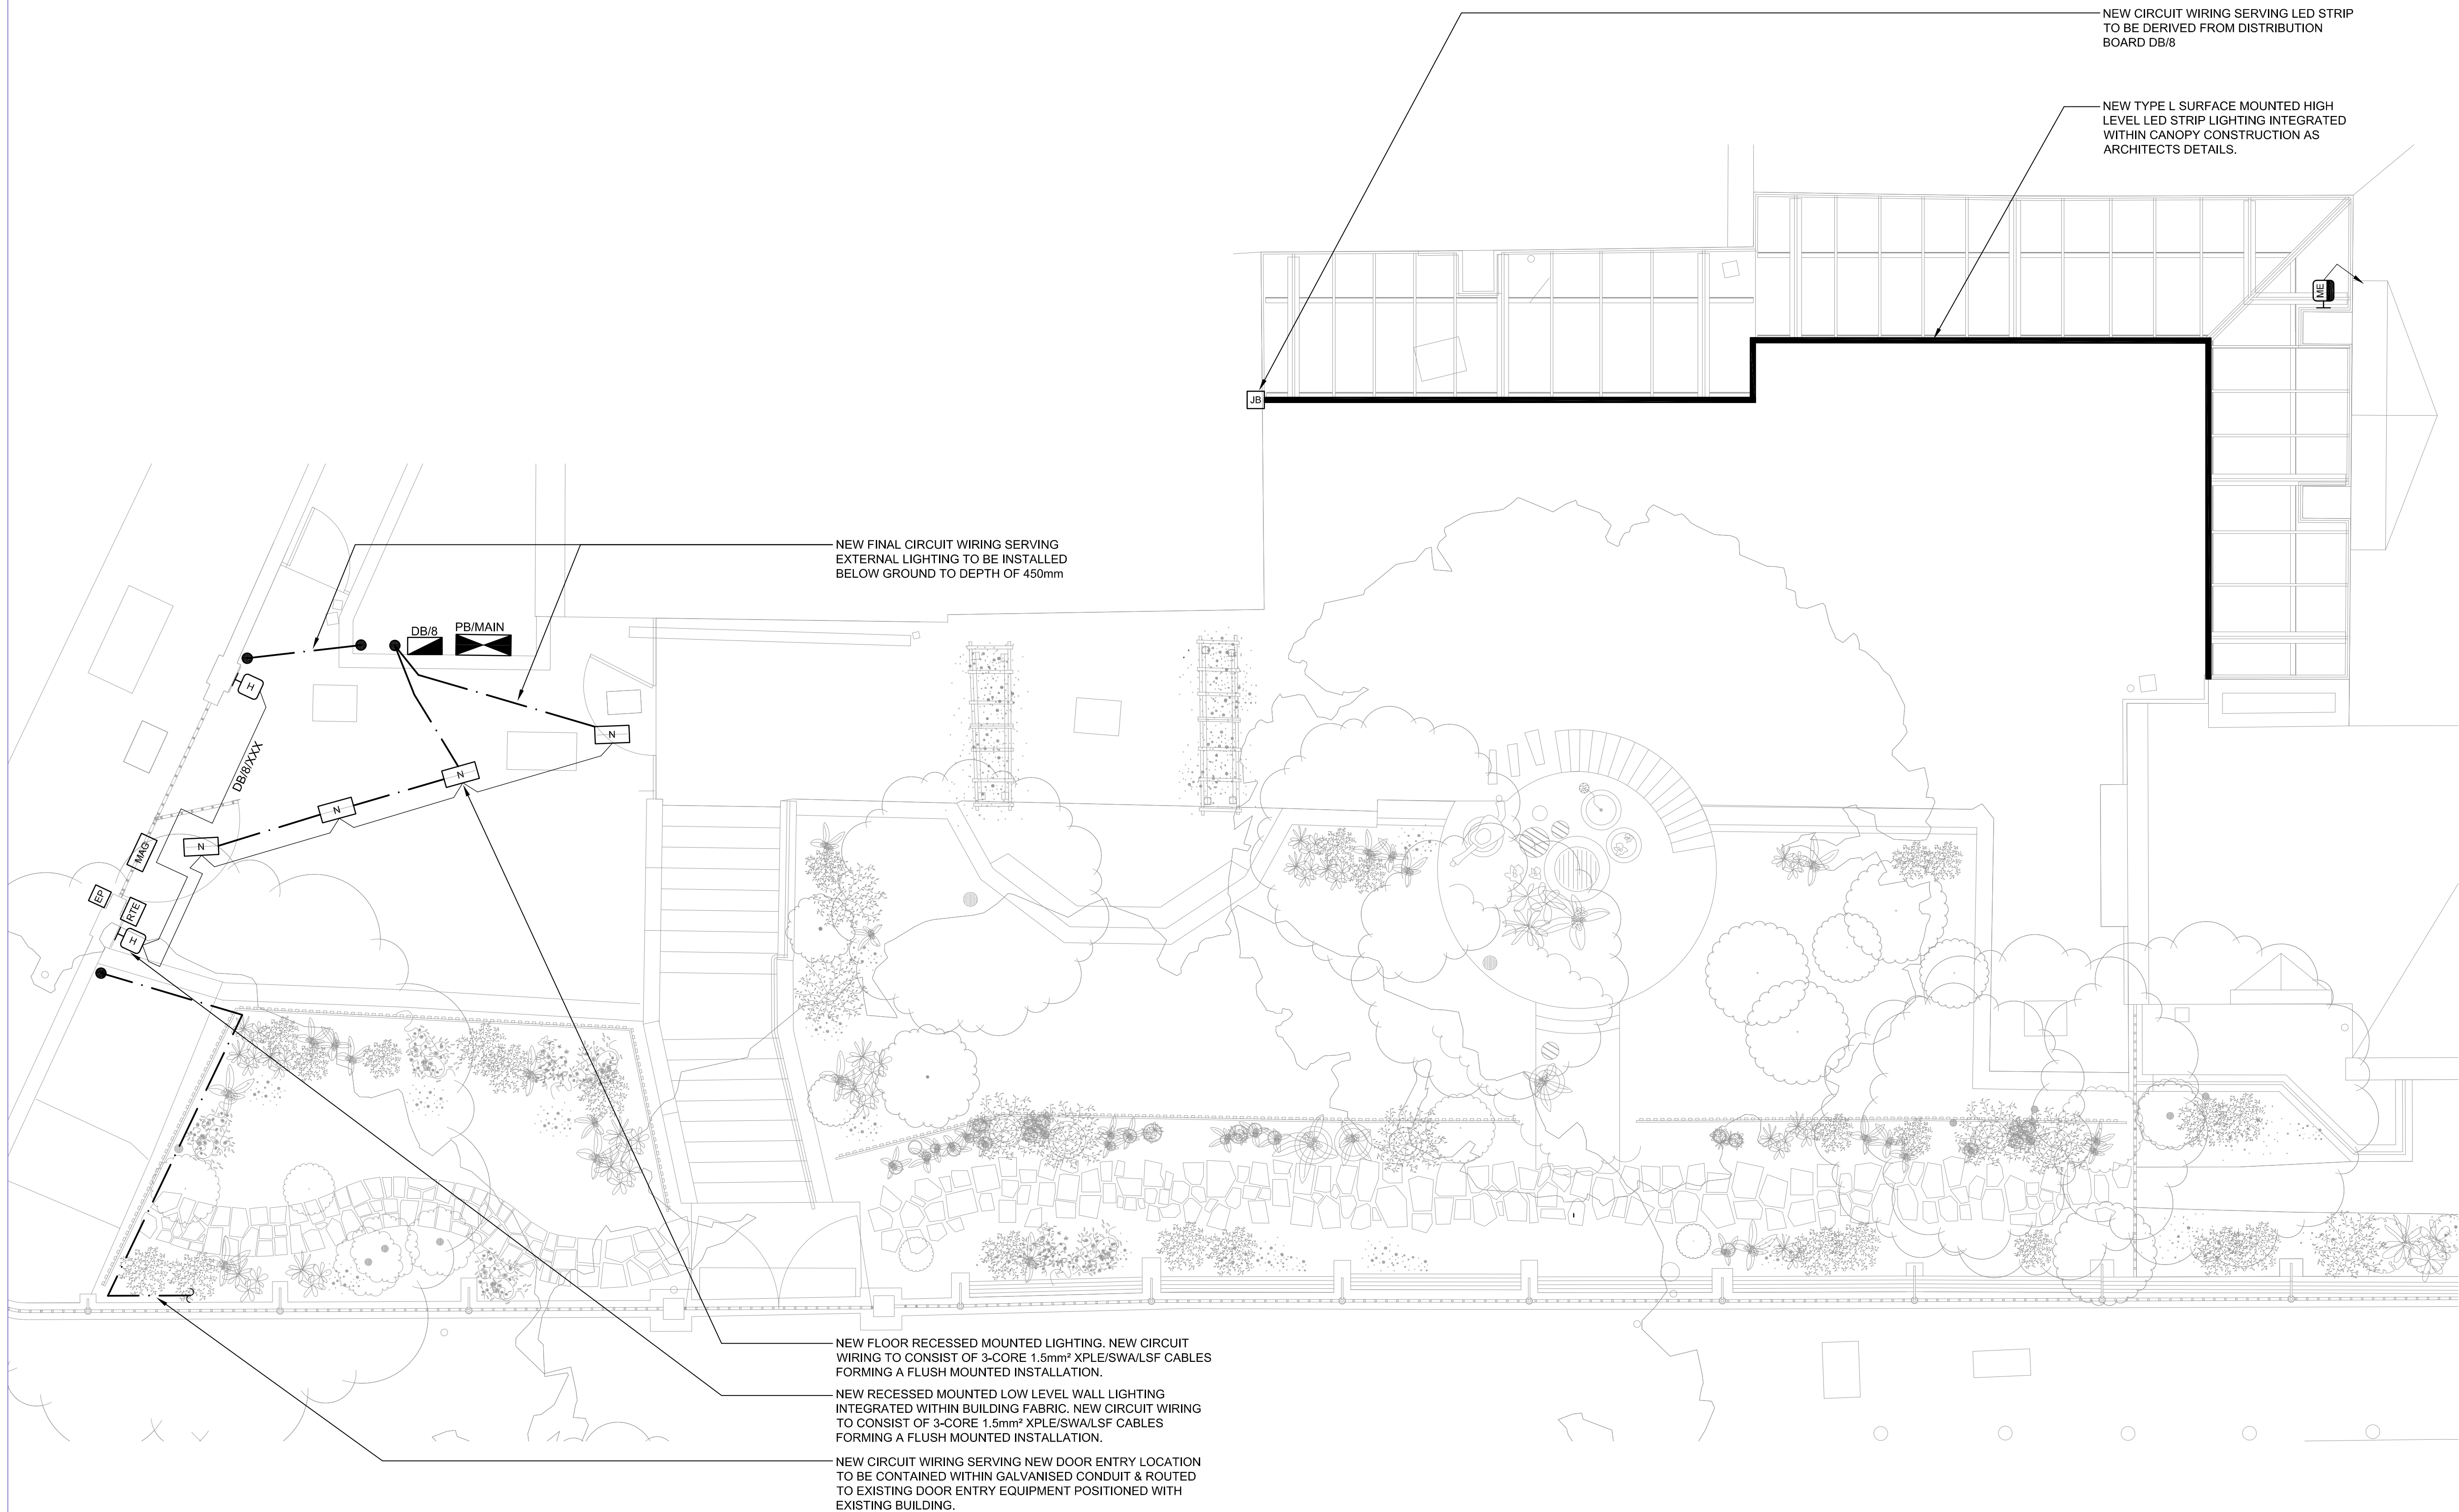 NEW CIRCUIT WIRING SERVING LED STRIP
TO BE DERIVED FROM DISTRIBUTION
BOARD DB/8
NEW TYPE L SURFACE MOUNTED HIGH
LEVEL LED STRIP LIGHTING INTEGRATED
WITHIN CANOPY CONSTRUCTION AS
ARCHITECTS DETAILS.
ME
JB
NEW FINAL CIRCUIT WIRING SERVING
EXTERNAL LIGHTING TO BE INSTALLED
BELOW GROUND TO DEPTH OF 450mm
DB/8
PB/MAIN
H
N
DB/8/XX
N
N
N
MAG
EP
RTE
H
NEW FLOOR RECESSED MOUNTED LIGHTING. NEW CIRCUIT
WIRING TO CONSIST OF 3-CORE 1.5mm² XPLE/SWA/LSF CABLES
FORMING A FLUSH MOUNTED INSTALLATION.
NEW RECESSED MOUNTED LOW LEVEL WALL LIGHTING
INTEGRATED WITHIN BUILDING FABRIC. NEW CIRCUIT WIRING
TO CONSIST OF 3-CORE 1.5mm² XPLE/SWA/LSF CABLES
FORMING A FLUSH MOUNTED INSTALLATION.
NEW CIRCUIT WIRING SERVING NEW DOOR ENTRY LOCATION
TO BE CONTAINED WITHIN GALVANISED CONDUIT & ROUTED
TO EXISTING DOOR ENTRY EQUIPMENT POSITIONED WITH
EXISTING BUILDING.